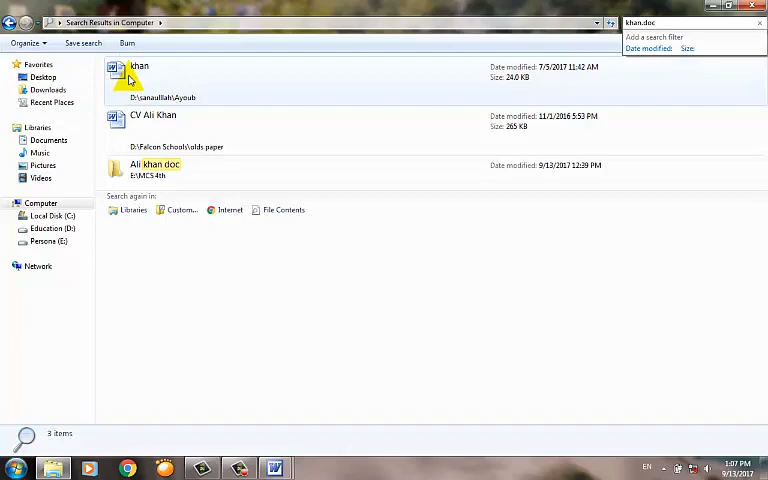 Search Results in Computer
khan.doc
Organize
Save search
Burn
Add a search filter
Date modified: Size:
Favorites
Desktop
Downloads
Recent Places
Libraries
Documents
Music
Pictures
Videos
Computer
Local Disk (C:)
Education (D:)
Persona (E:)
Network
khan
Date modified: 7/5/2017 11:42 AM
Size: 24.0 KB
D:\sanaulllah\Ayoub
CV Ali Khan
Date modified: 11/1/2016 5:53 PM
Size: 265 KB
D:\Falcon Schools\olds paper
Ali khan doc
Date modified: 9/13/2017 12:39 PM
E:\MCS 4th
Search again in:
Libraries
Custom...
Internet
File Contents
3 items
EN
1:07 PM
9/13/2017